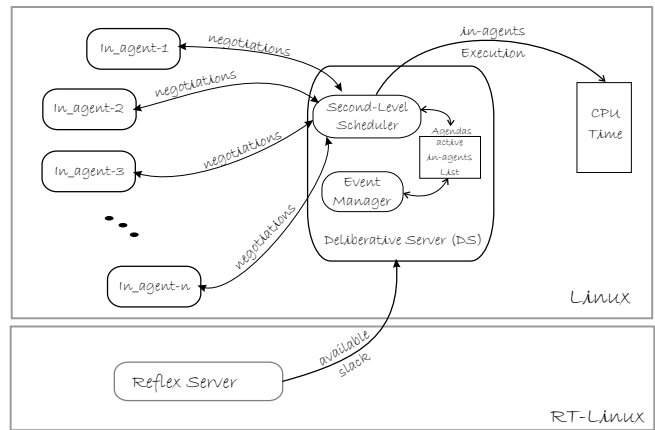 In_agent-1
negotiations
in-agents
Execution
In_agent-2
negotiations
Second-Level
Scheduler
CPU
Time
Agendas
active
in-agents
List
In_agent-3
negotiations
Event
Manager
negotiations
Deliberative Server (DS)
In_agent-n
Linux
available
slack
Reflex Server
RT-Linux